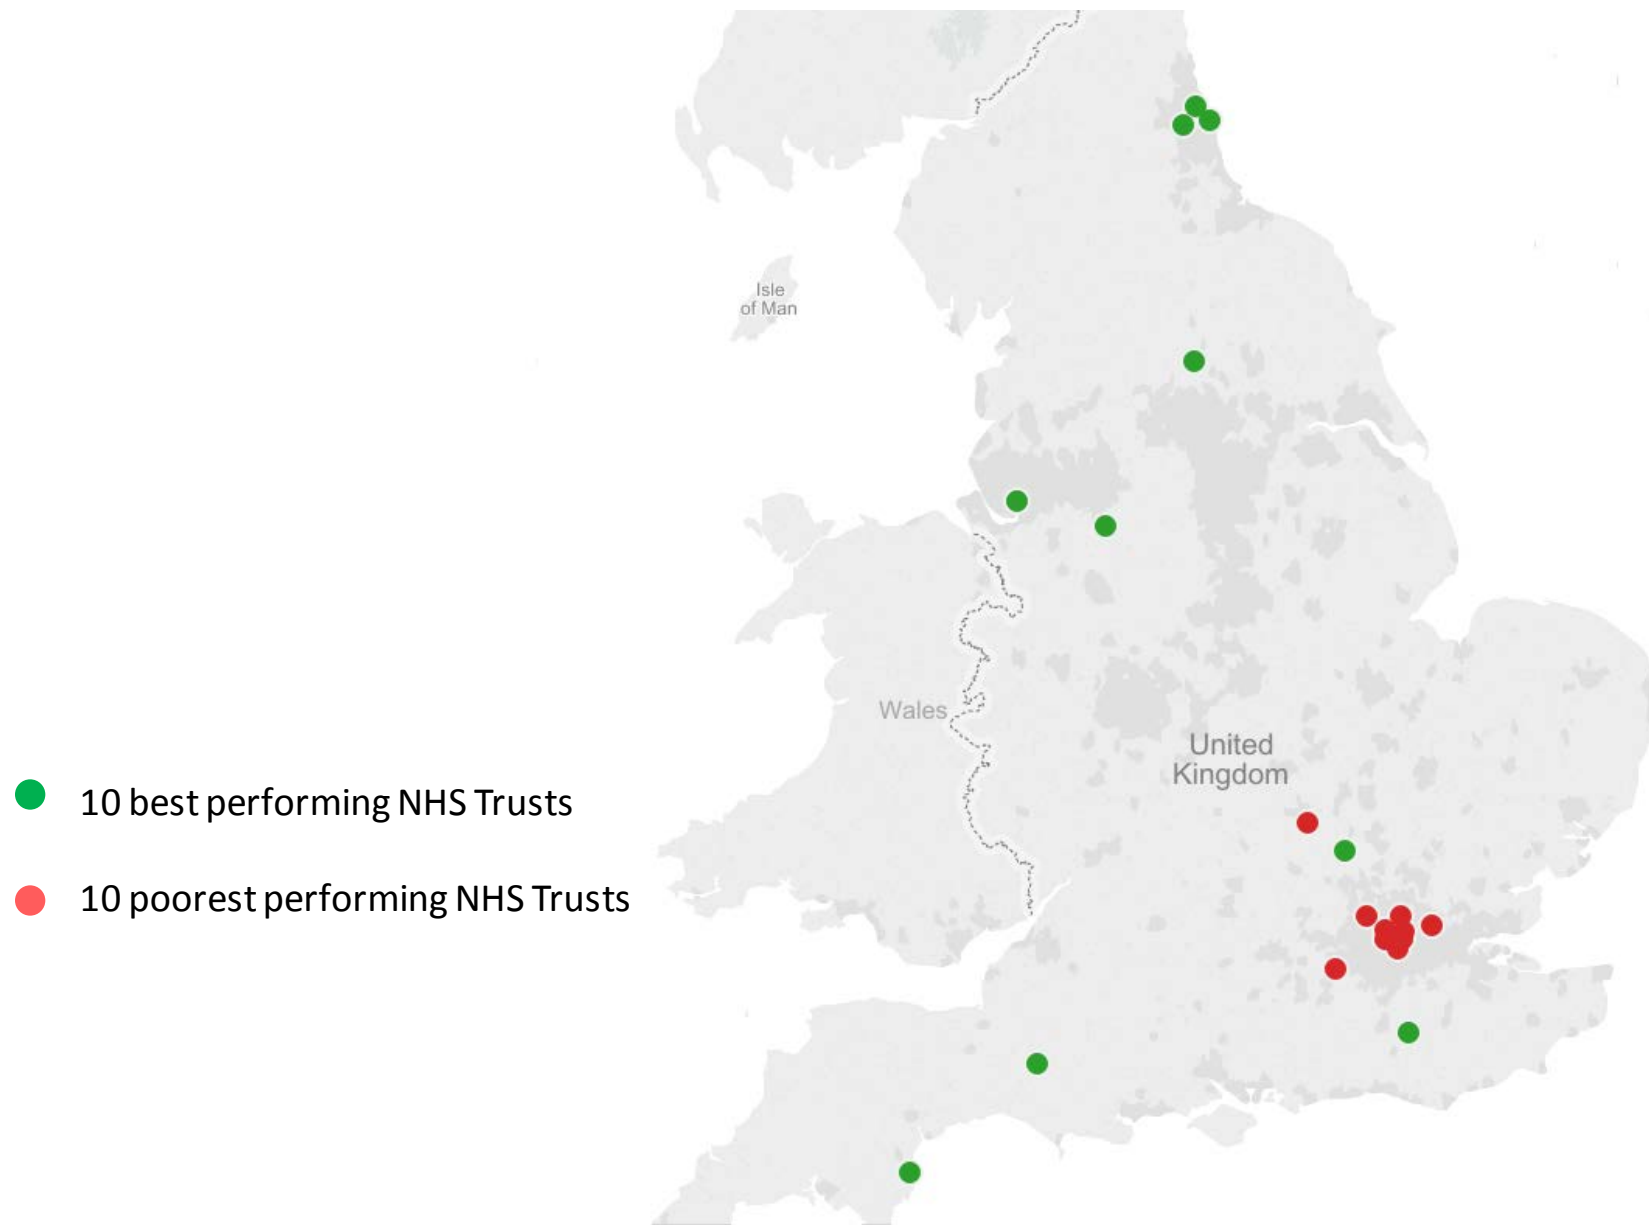 Isle
of Man
Wales
United
Kingdom
10 best performing NHS Trusts
10 poorest performing NHS Trusts